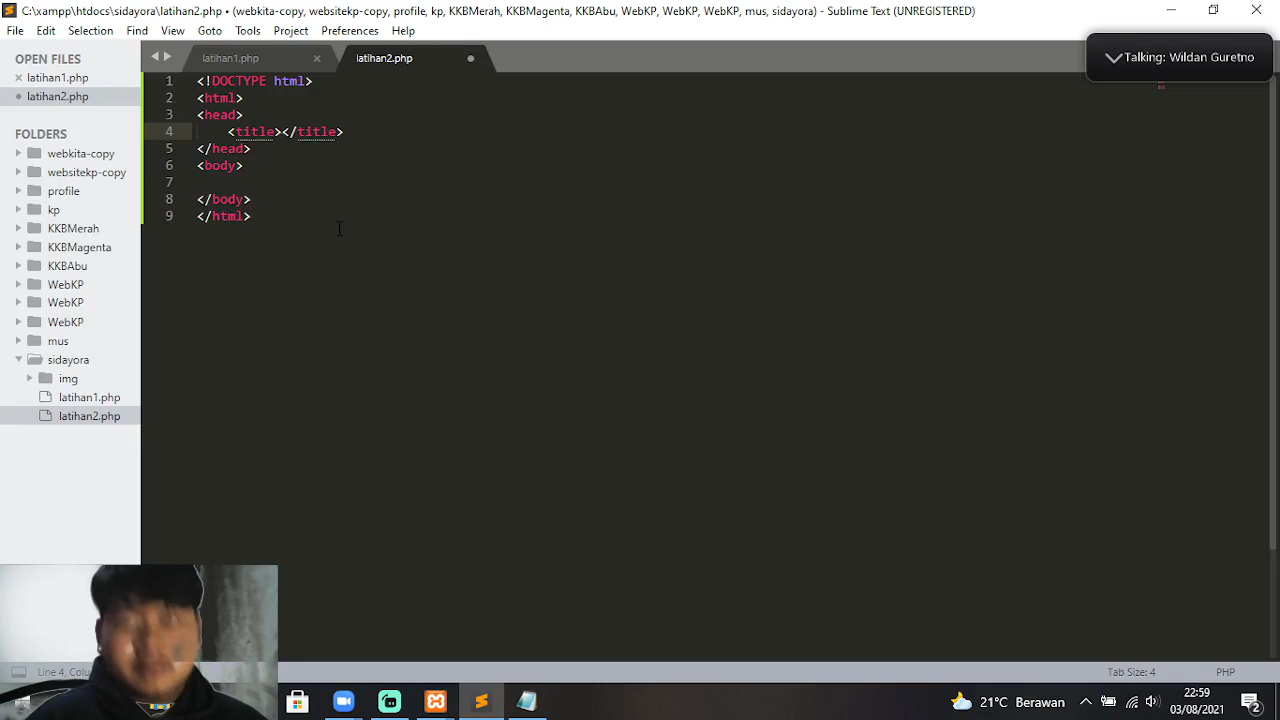 C:\xampp\htdocs\sidayora\latihan2.php • (webkita-copy, websitekp-copy, profile, kp, KKBMerah, KKBMagenta, KKBAbu, WebKP, WebKP, WebKP, mus, sidayora) - Sublime Text (UNREGISTERED)
File Edit Selection Find View Goto Tools Project Preferences Help
OPEN FILES
latihan1.php
latihan2.php
FOLDERS
webkita-copy
websitekp-copy
profile
kp
KKBMerah
KKBMagenta
KKBAbu
WebKP
WebKP
WebKP
mus
sidayora
img
latihan1.php
latihan2.php
latihan1.php latihan2.php
Talking: Wildan Guretno
1 <!DOCTYPE html>
2 <html>
3 <head>
4 <title></title>
5 </head>
6 <body>
7
8 </body>
9 </html>
Line 4, Colu
Tab Size: 4 PHP
21°C Berawan
22:59
03/08/2021
2